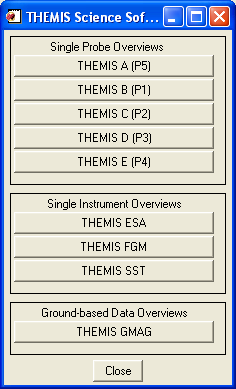 THEMIS Science Sof...
Single Probe Overviews
THEMIS A (P5)
THEMIS B (P1)
THEMIS C (P2)
THEMIS D (P3)
THEMIS E (P4)
Single Instrument Overviews
THEMIS ESA
THEMIS FGM
THEMIS SST
Ground-based Data Overviews
THEMIS GMAG
Close